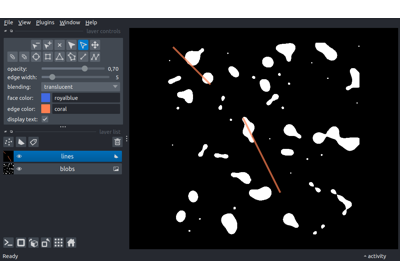 File View Plugins Window Help
layer controls
opacity: 0,70
edge width: 5
blending: translucent
face color: royalblue
edge color: coral
display text: ✓
layer list
lines
blobs
Ready activity